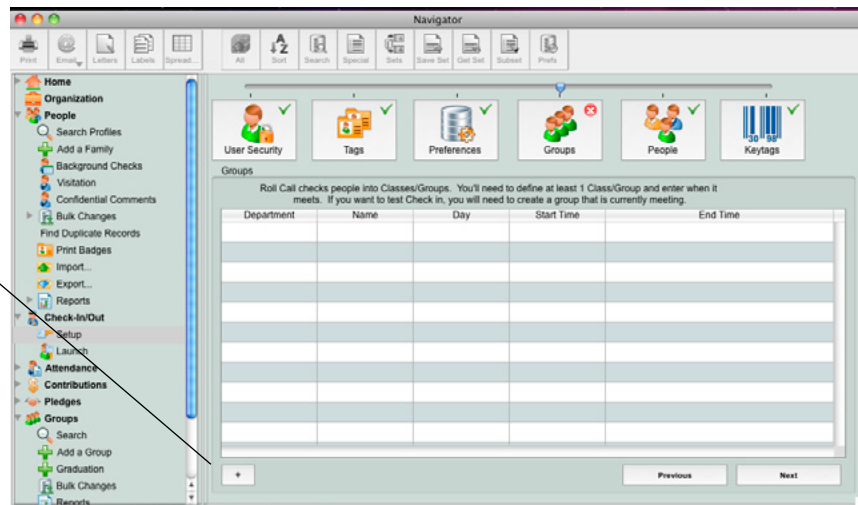 Navigator
Print Email Letters Labels Spread... All Sort Search Special Sets Save Set Get Set Subset Prefs
Home
Organization
People
Search Profiles
Add a Family
Background Checks
Visitation
Confidential Comments
Bulk Changes
Find Duplicate Records
Print Badges
Import...
Export...
Reports
Check-In/Out
Setup
Launch
Attendance
Contributions
Pledges
Groups
Search
Add a Group
Graduation
Bulk Changes
Reports
User Security Tags Preferences Groups People Keytags
Groups
Roll Call checks people into Classes/Groups. You'll need to define at least 1 Class/Group and enter when it
meets. If you want to test Check in, you will need to create a group that is currently meeting.
Department Name Day Start Time End Time
+ Previous Next